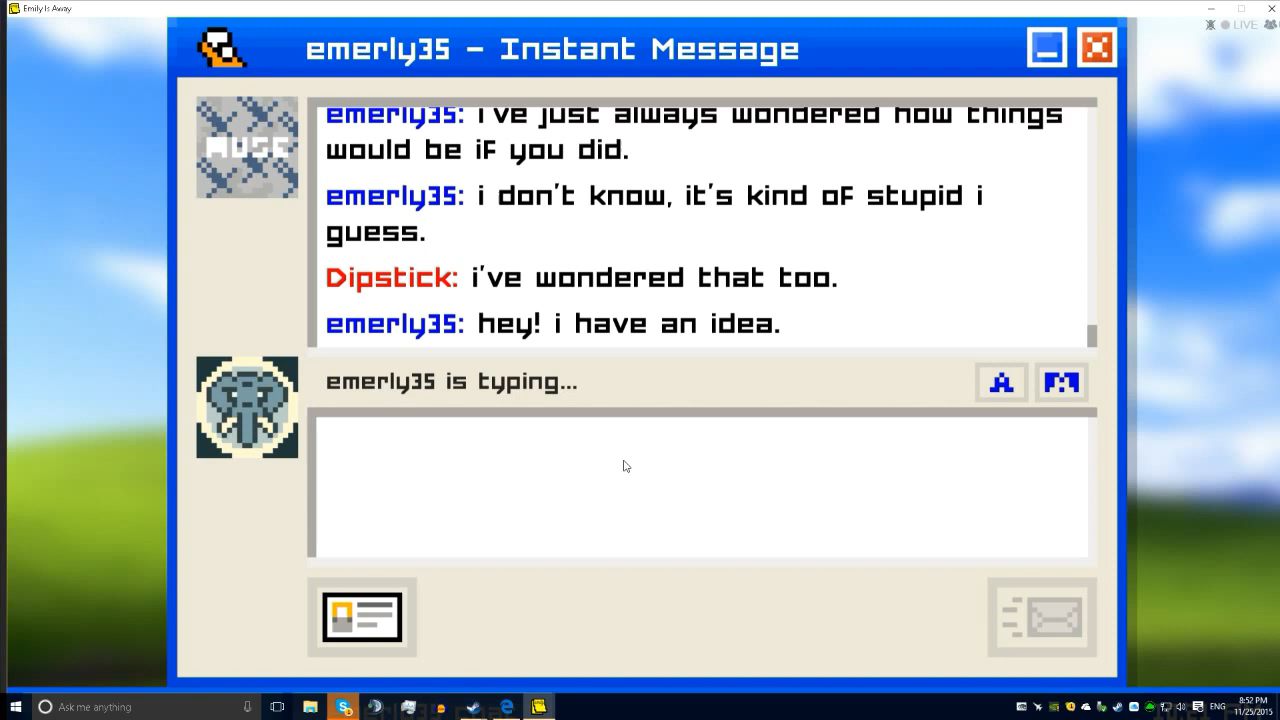 Emily Is Away
LIVE
emerly35 - Instant Message
MUSE
emerly35: i've just always wondered how things
would be if you did.
emerly35: i don't know, it's kind of stupid i
guess.
Dipstick: i've wondered that too.
emerly35: hey! i have an idea.
emerly35 is typing...
A
Ask me anything
ENG
8:52 PM
11/25/2015